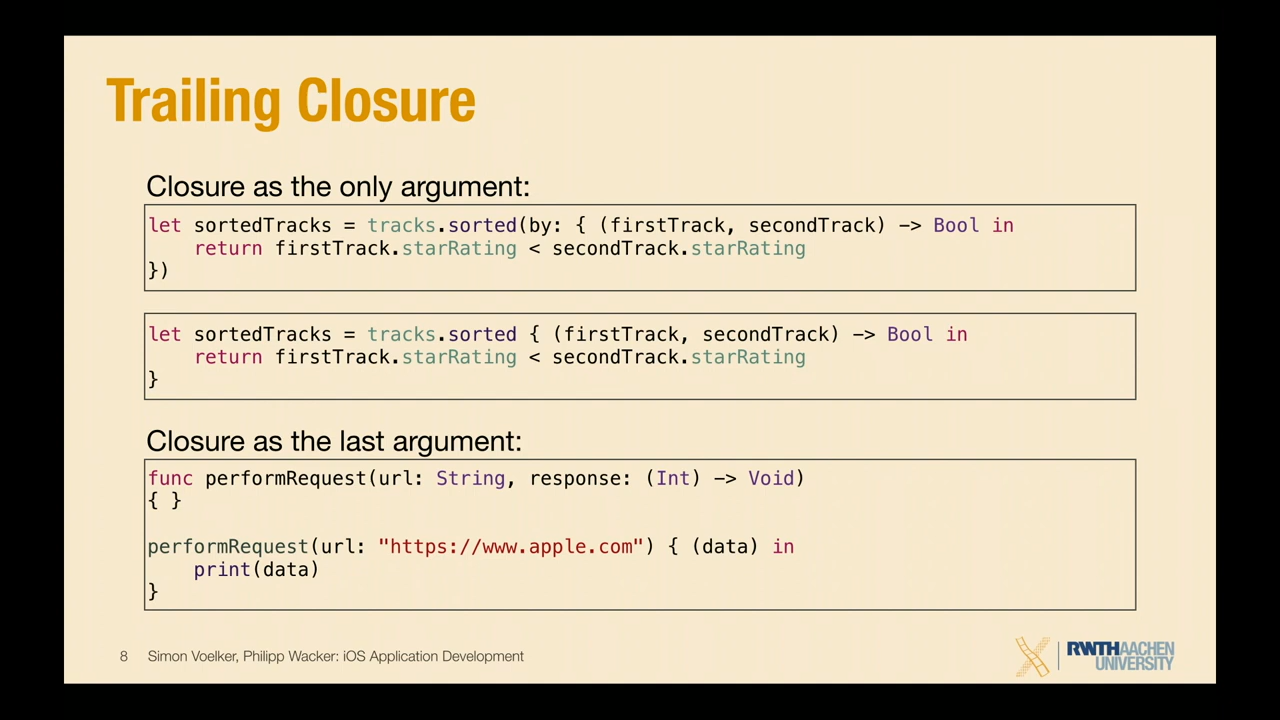 Trailing Closure
Closure as the only argument:
let sortedTracks = tracks.sorted(by: { (firstTrack, secondTrack) -> Bool in
    return firstTrack.starRating < secondTrack.starRating
})
let sortedTracks = tracks.sorted { (firstTrack, secondTrack) -> Bool in
    return firstTrack.starRating < secondTrack.starRating
}
Closure as the last argument:
func performRequest(url: String, response: (Int) -> Void)
{ }
performRequest(url: "https://www.apple.com") { (data) in
    print(data)
}
8 Simon Voelker, Philipp Wacker: iOS Application Development
RWTHAACHEN
UNIVERSITY